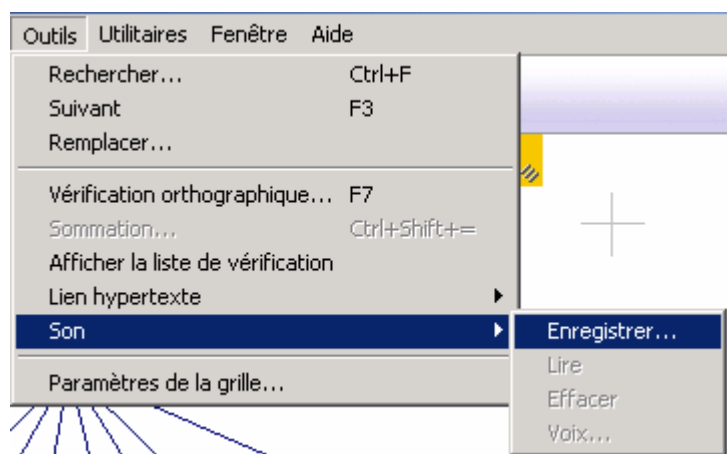 Outils Utilitaires Fenêtre Aide
Rechercher... Ctrl+F
Suivant F3
Remplacer...
Vérification orthographique... F7
Sommation... Ctrl+Shift+=
Afficher la liste de vérification
Lien hypertexte
Son
Paramètres de la grille...
Enregistrer...
Lire
Effacer
Voix...